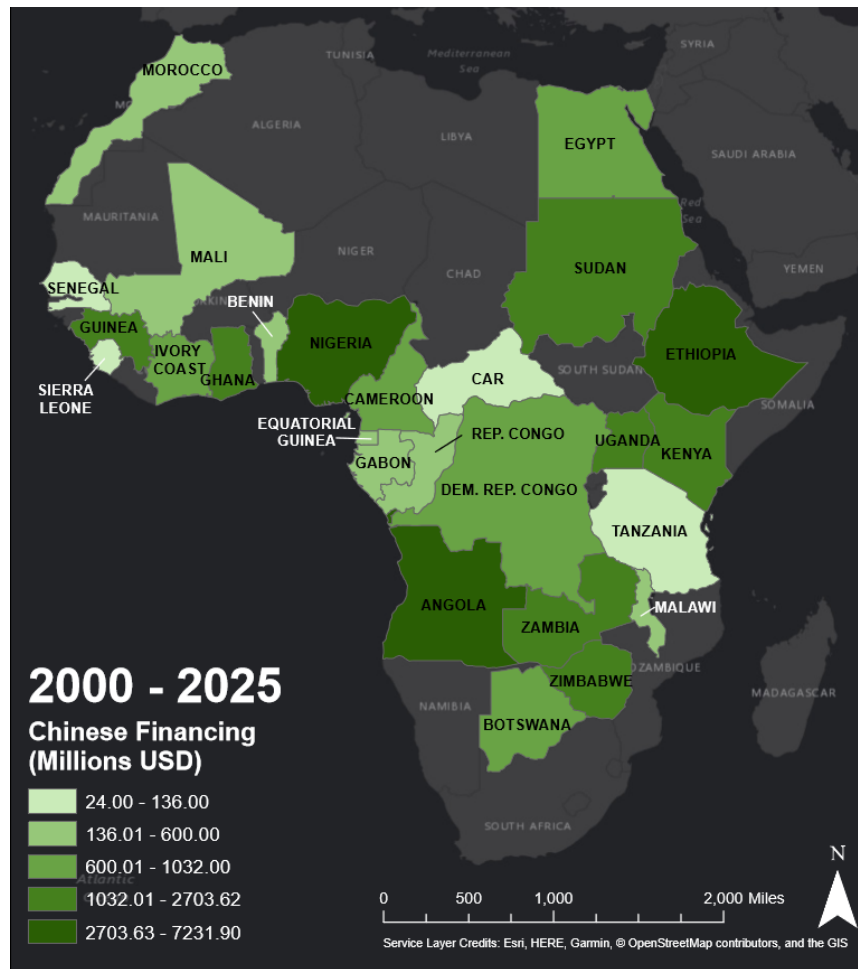 SYRIA
TUNISIA
Mediterranean
Sea
MOROCCO
ALGERIA
LIBYA
EGYPT
SAUDI ARABIA
MAURITANIA
Red
Sea
NIGER
MALI
SUDAN
CHAD
YEMEN
SENEGAL
BENIN
GUINEA
NIGERIA
IVORY
COAST
GHANA
ETHIOPIA
SOUTH SUDAN
SIERRA
LEONE
CAR
SOMALIA
CAMEROON
EQUATORIAL
GUINEA
REP. CONGO
UGANDA
KENYA
GABON
DEM. REP. CONGO
TANZANIA
ANGOLA
MALAWI
ZAMBIA
OZAMBIQUE
ZIMBABWE
MADAGASCAR
NAMIBIA
BOTSWANA
SOUTH AFRICA
2000 - 2025
Chinese Financing
(Millions USD)
24.00 - 136.00
136.01 - 600.00
600.01 - 1032.00
Atlantic
1032.01 - 2703.62
2703.63 - 7231.90
N
0 500 1,000 2,000 Miles
Service Layer Credits: Esri, HERE, Garmin, © OpenStreetMap contributors, and the GIS